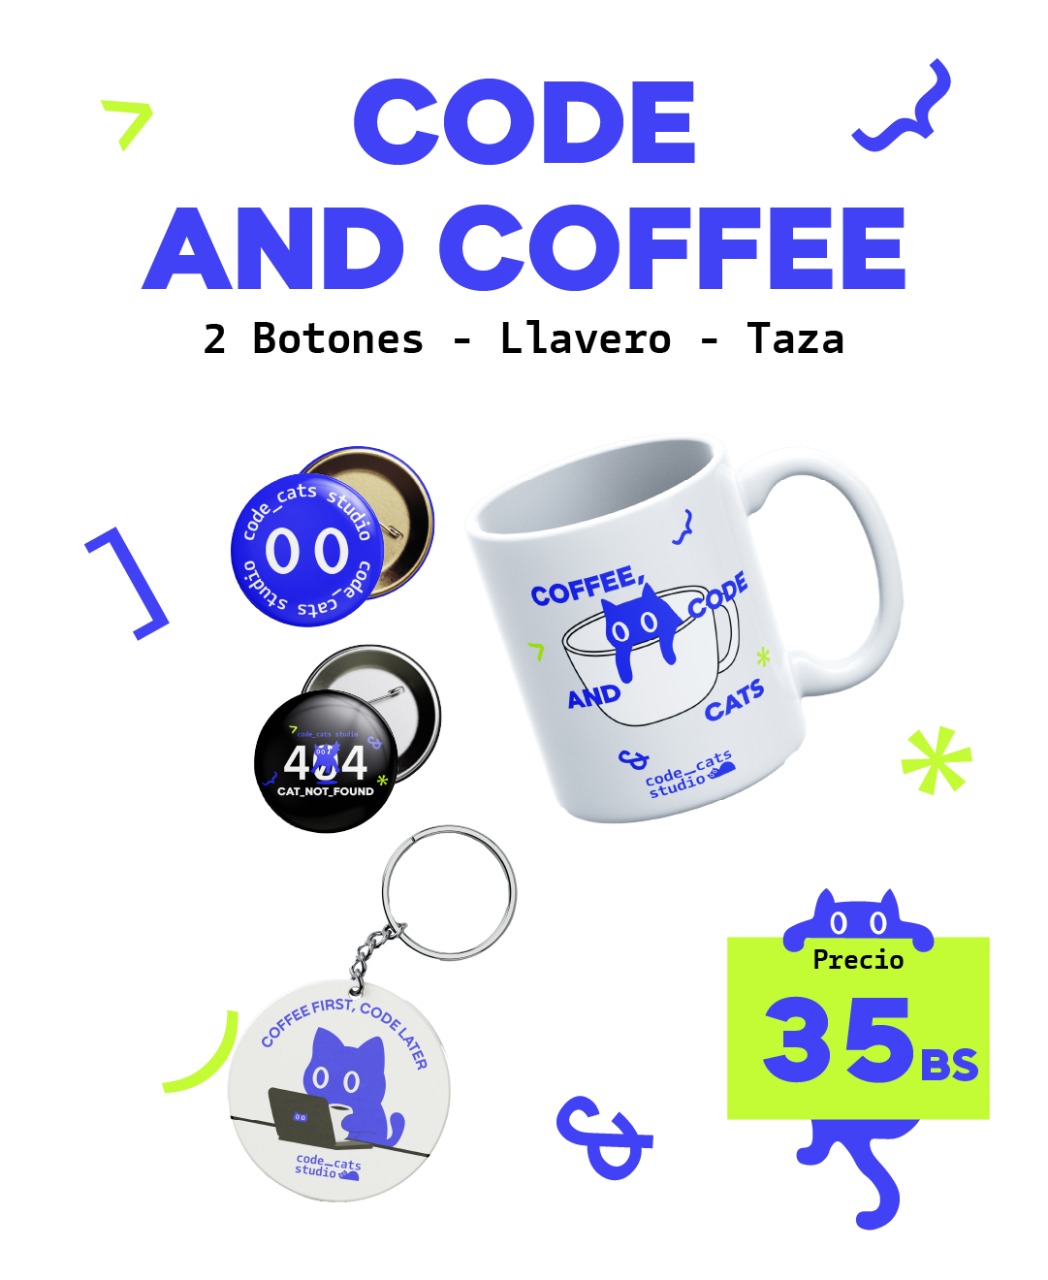 CODE
AND COFFEE
2 Botones - Llavero - Taza
code_cats studio
code_cats studio
code_cats studio
404
CAT_NOT_FOUND
COFFEE,
CODE
AND
CATS
code_cats
studio
COFFEE FIRST, CODE LATER
code_cats
studio
Precio
35BS